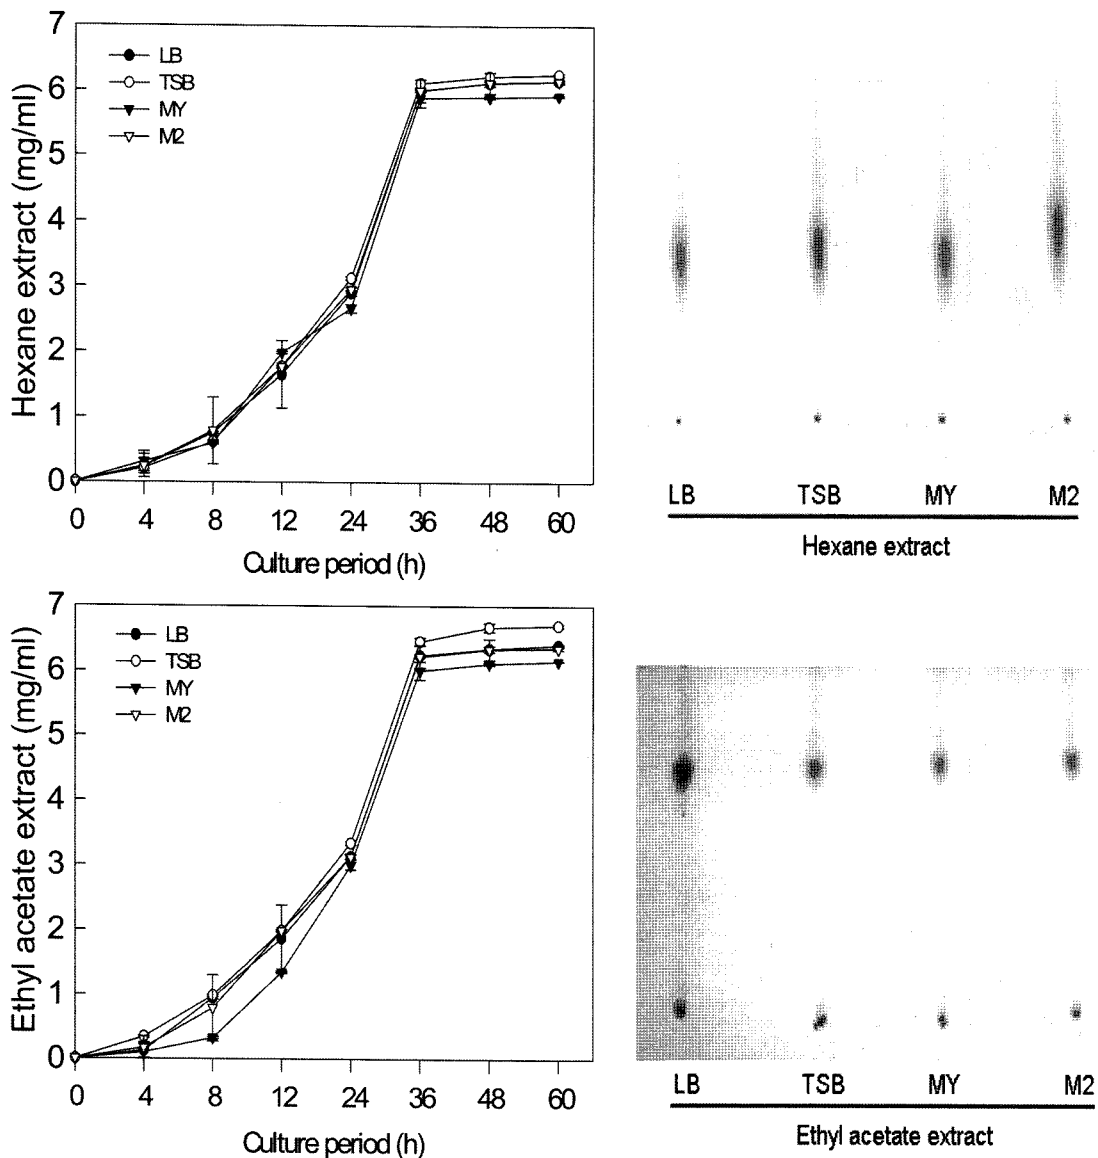 7
6
5
4
3
2
1
0
Hexane extract (mg/ml)
LB
TSB
MY
M2
0 4 8 12 24 36 48 60
Culture period (h)
LB TSB MY M2
Hexane extract
7
6
5
4
3
2
1
0
Ethyl acetate extract (mg/ml)
LB
TSB
MY
M2
0 4 8 12 24 36 48 60
Culture period (h)
LB TSB MY M2
Ethyl acetate extract